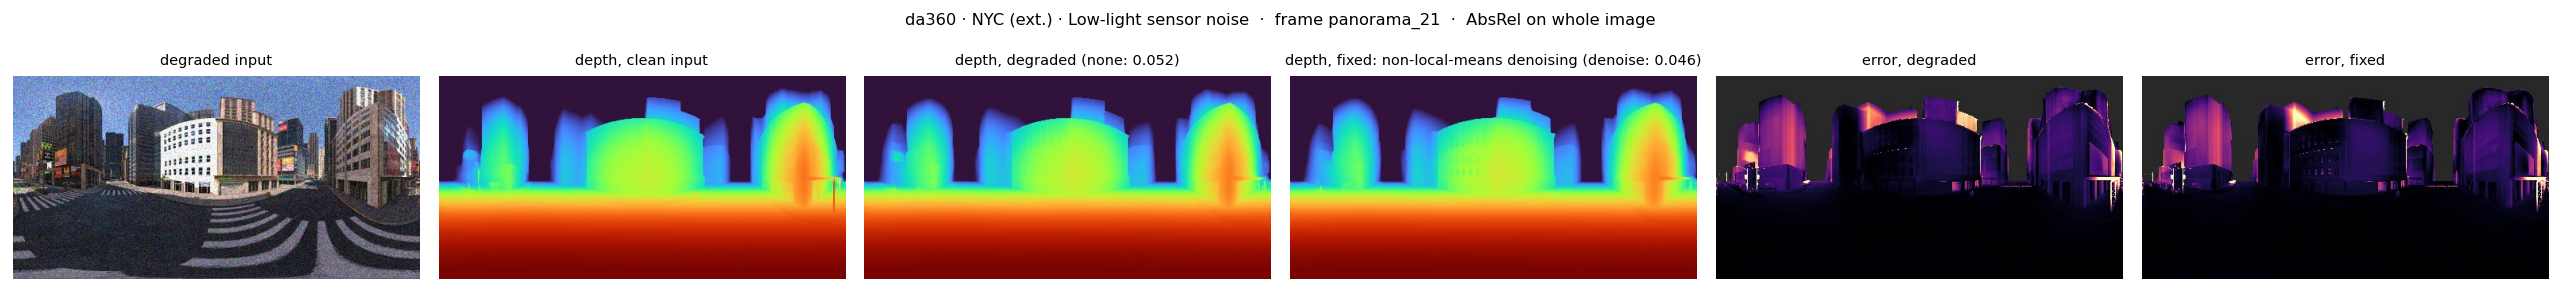 da360 · NYC (ext.) · Low-light sensor noise · frame panorama_21 · AbsRel on whole image
degraded input
depth, clean input
depth, degraded (none: 0.052)
depth, fixed: non-local-means denoising (denoise: 0.046)
error, degraded
error, fixed